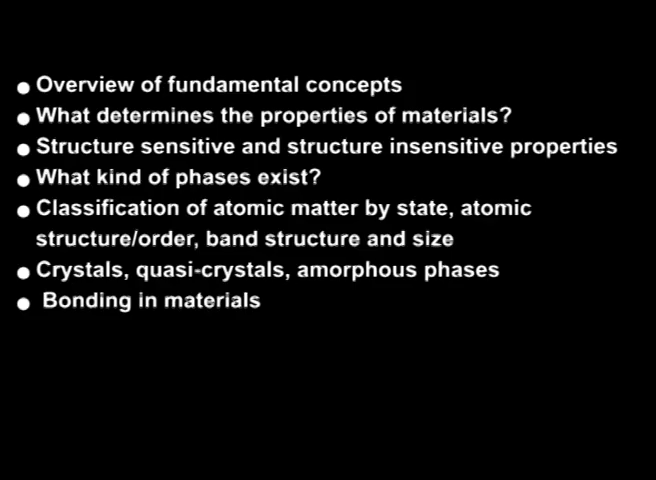 ● Overview of fundamental concepts
● What determines the properties of materials?
● Structure sensitive and structure insensitive properties
● What kind of phases exist?
● Classification of atomic matter by state, atomic
structure/order, band structure and size
● Crystals, quasi-crystals, amorphous phases
● Bonding in materials